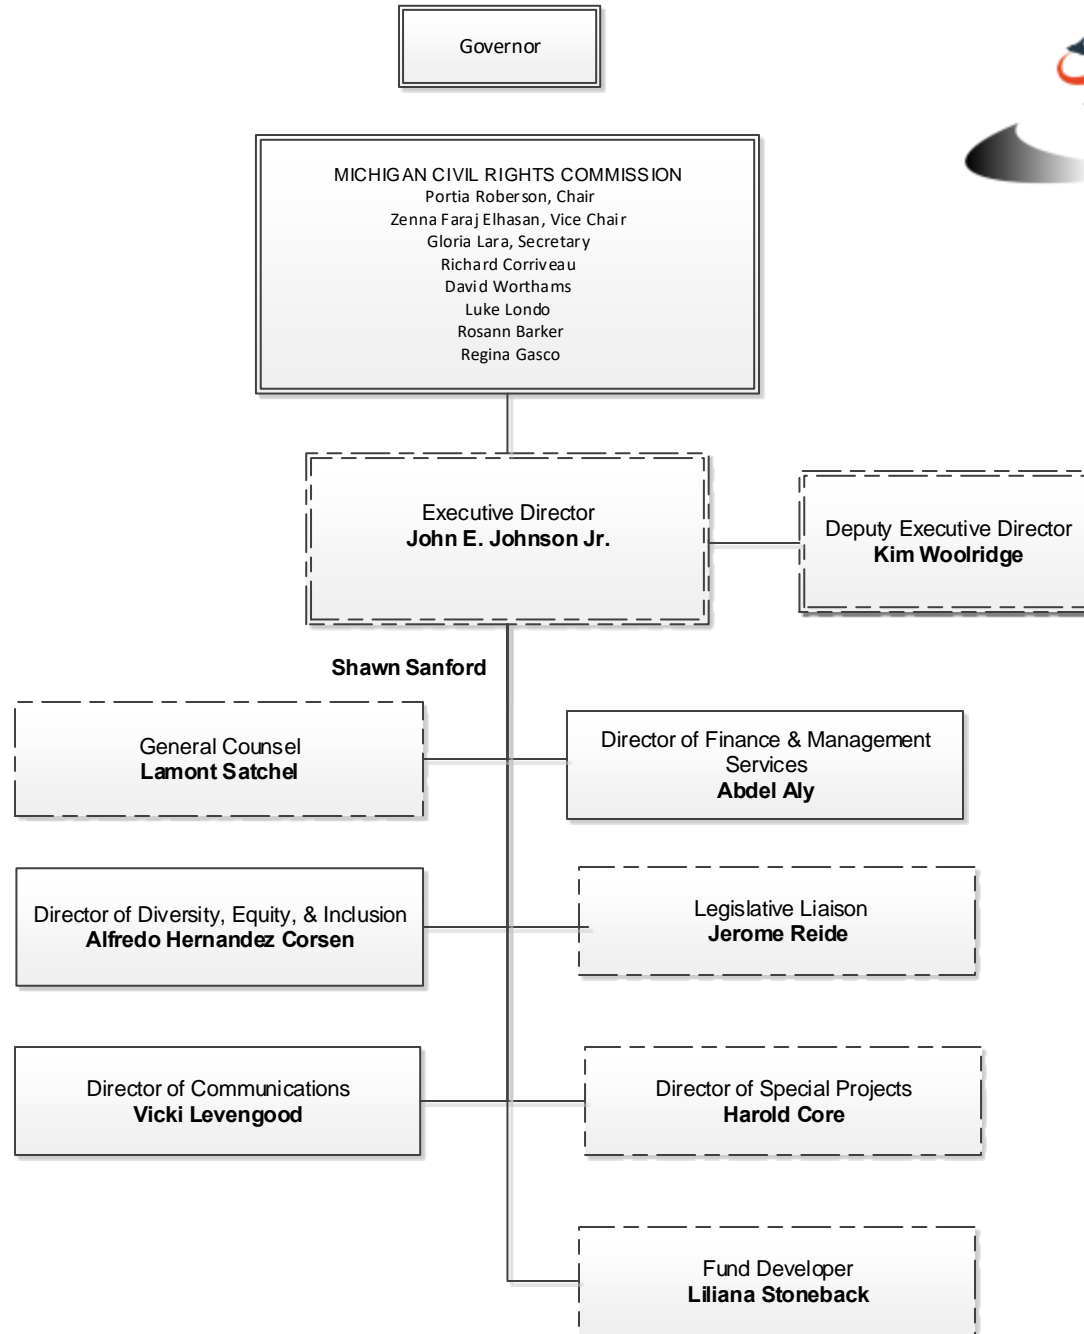 Governor
MICHIGAN CIVIL RIGHTS COMMISSION
Portia Roberson, Chair
Zenna Faraj Elhasan, Vice Chair
Gloria Lara, Secretary
Richard Corriveau
David Worthams
Luke Londo
Rosann Barker
Regina Gasco
Executive Director
John E. Johnson Jr.
Deputy Executive Director
Kim Woolridge
Shawn Sanford
General Counsel
Lamont Satchel
Director of Finance & Management
Services
Abdel Aly
Director of Diversity, Equity, & Inclusion
Alfredo Hernandez Corsen
Legislative Liaison
Jerome Reide
Director of Communications
Vicki Levengood
Director of Special Projects
Harold Core
Fund Developer
Liliana Stoneback